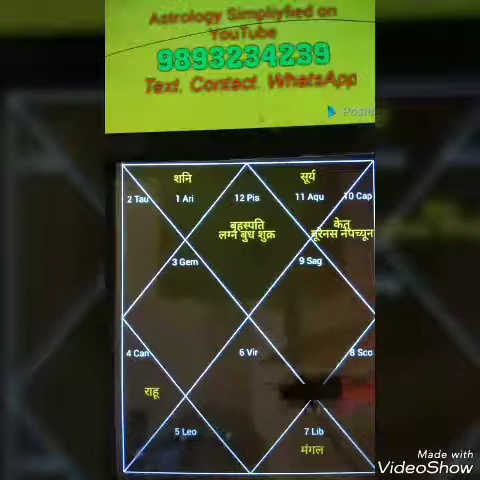 Astrology Simplyfied on
YouTube
9893234239
Text. Contact. WhatsApp
शनि
सूर्य
2 Tau
1 Ari
12 Pis
11 Aqu
10 Cap
बृहस्पति
लग्न बुध शुक्र
केतु
यूरेनस नेपच्यून
3 Gem
9 Sag
4 Can
6 Vir
8 Sco
राहू
5 Leo
7 Lib
मंगल
Made with
VideoShow